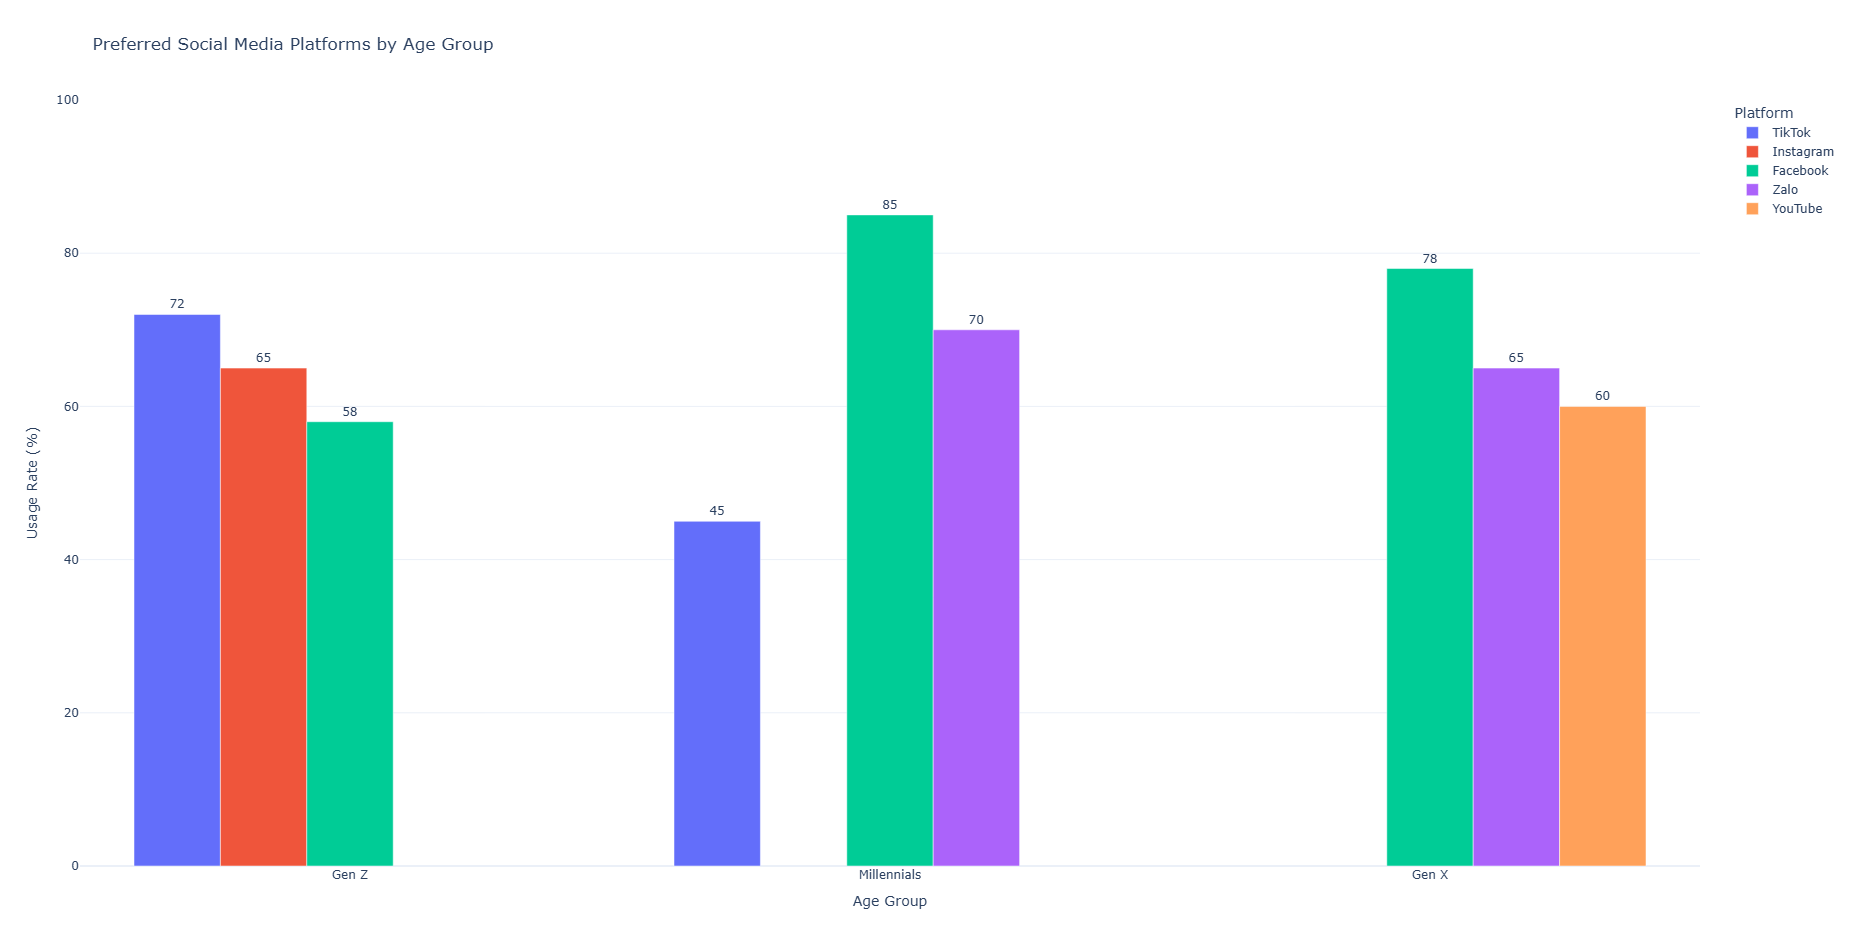 Preferred Social Media Platforms by Age Group
Platform
TikTok
Instagram
Facebook
Zalo
YouTube
Usage Rate (%)
100
80
60
40
20
0
72
65
58
45
85
70
78
65
60
Gen Z
Millennials
Gen X
Age Group